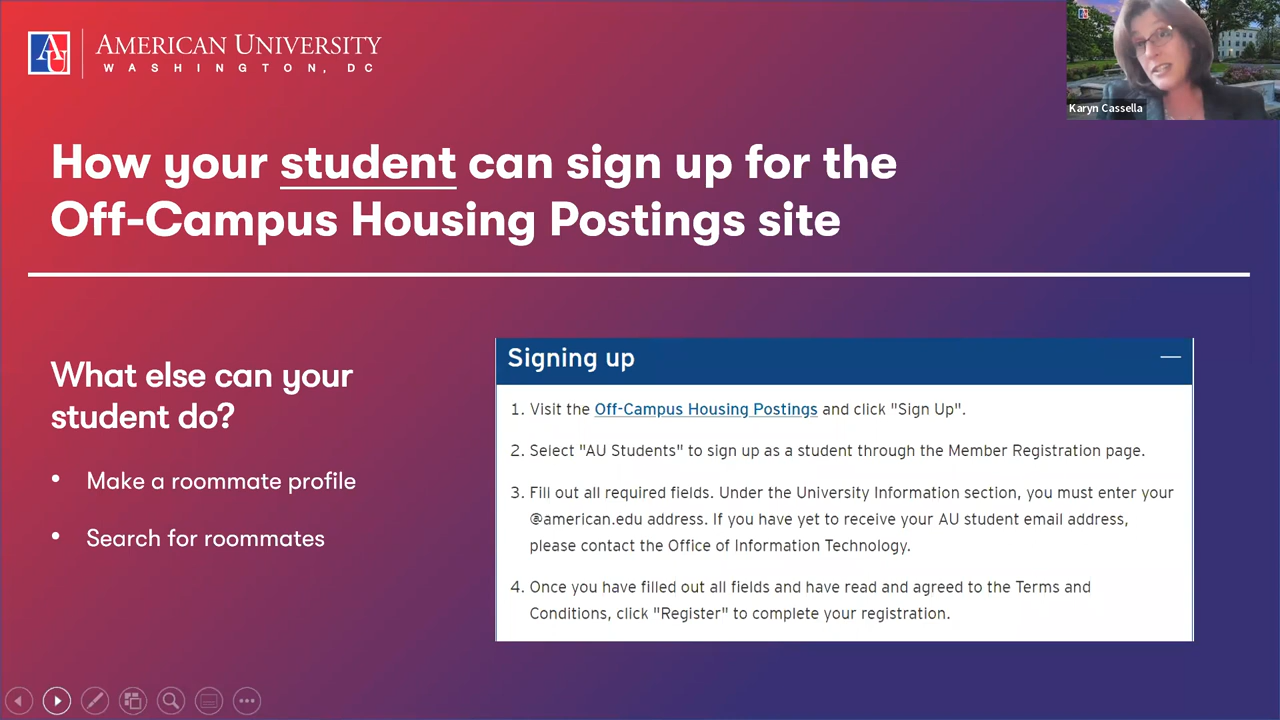 AU
AMERICAN UNIVERSITY
WASHINGTON, DC
Karyn Cassella
How your student can sign up for the
Off-Campus Housing Postings site
What else can your
student do?
• Make a roommate profile
• Search for roommates
Signing up
1. Visit the Off-Campus Housing Postings and click "Sign Up".
2. Select "AU Students" to sign up as a student through the Member Registration page.
3. Fill out all required fields. Under the University Information section, you must enter your
@american.edu address. If you have yet to receive your AU student email address,
please contact the Office of Information Technology.
4. Once you have filled out all fields and have read and agreed to the Terms and
Conditions, click "Register" to complete your registration.